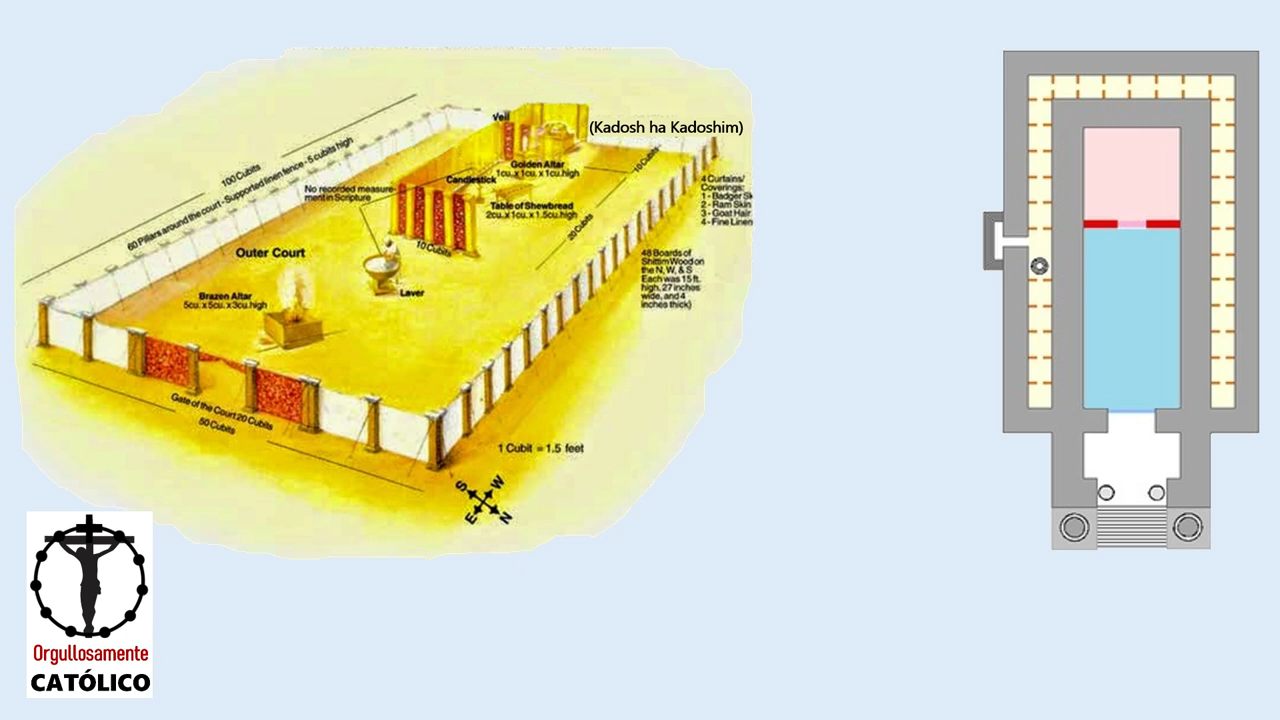 Veil
(Kadosh ha Kadoshim)
100 Cubits
60 Pillars around the court - Supported linen fence - 5 cubits high
No recorded measure-
ment in Scripture
Golden Altar
1cu. x 1cu. x 1cu. high
Candlestick
Table of Shewbread
2cu. x 1cu. x 1.5cu. high
10 Cubits
20 Cubits
10 Cubits
4 Curtains/
Coverings:
1 - Badger Sk
2 - Ram Skin
3 - Goat Hair
4 - Fine Linen
Outer Court
Brazen Altar
5cu. x 5cu. x 3cu. high
Laver
48 Boards of
Shittim Wood on
the N, W, & S
Each was 15 ft.
high, 27 inches
wide, and 4
inches thick)
Gate of the Court 20 Cubits
50 Cubits
1 Cubit = 1.5 feet
S W
E N
Orgullosamente
CATÓLICO